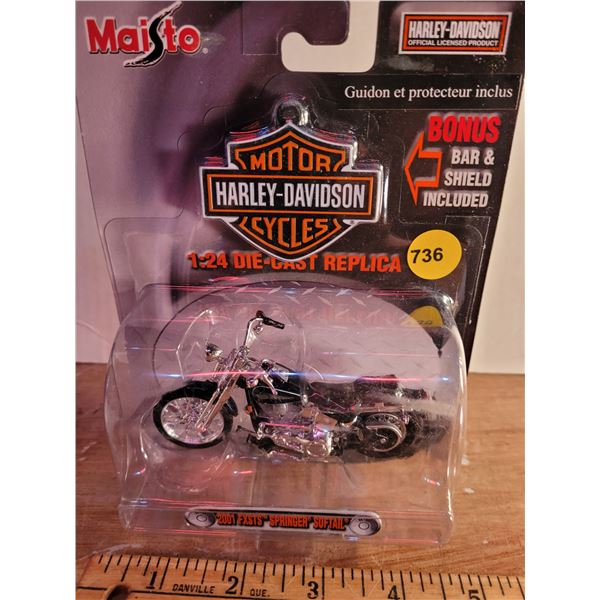 Maisto
HARLEY-DAVIDSON
OFFICIAL LICENSED PRODUCT
Guidon et protecteur inclus
BONUS
BAR &
SHIELD
INCLUDED
MOTOR
HARLEY-DAVIDSON
CYCLES
1:24 DIE-CAST REPLICA
736
2001 FXSTS "SPRINGER" SOFTAIL
1 2 3 4 5
DANVILLE QUE.